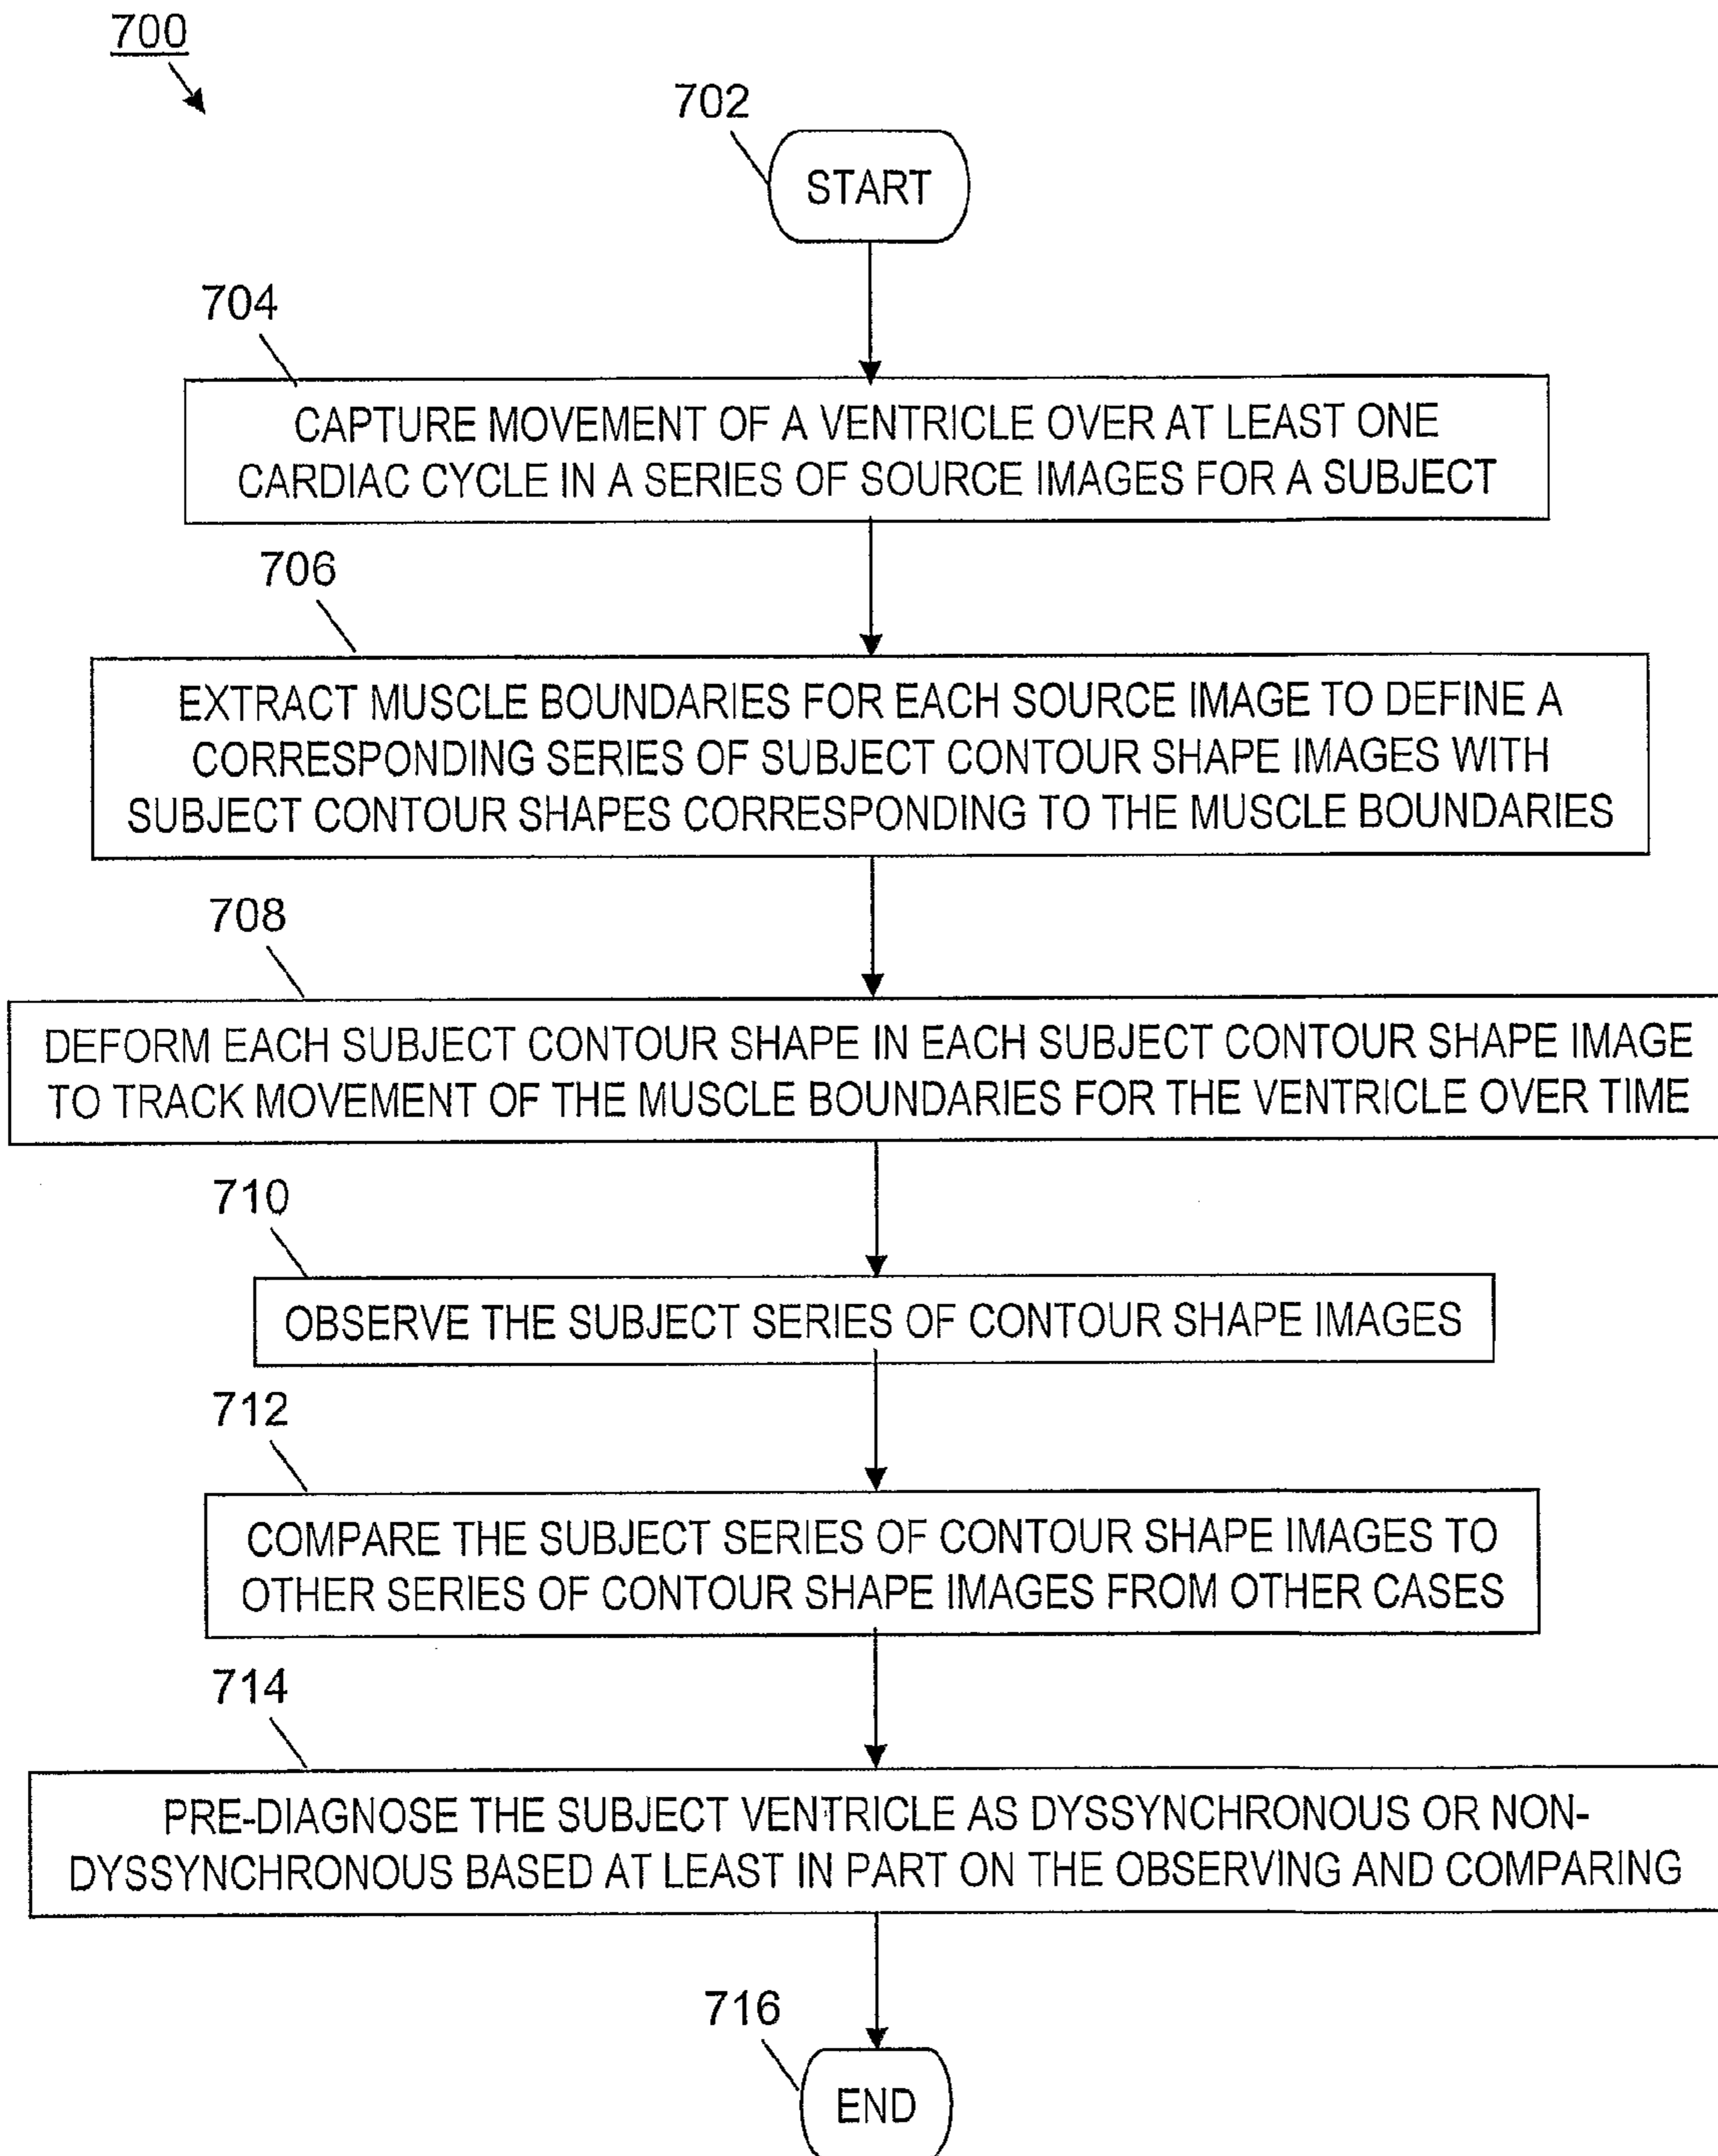 700
702
START
704
CAPTURE MOVEMENT OF A VENTRICLE OVER AT LEAST ONE
CARDIAC CYCLE IN A SERIES OF SOURCE IMAGES FOR A SUBJECT
706
EXTRACT MUSCLE BOUNDARIES FOR EACH SOURCE IMAGE TO DEFINE A
CORRESPONDING SERIES OF SUBJECT CONTOUR SHAPE IMAGES WITH
SUBJECT CONTOUR SHAPES CORRESPONDING TO THE MUSCLE BOUNDARIES
708
DEFORM EACH SUBJECT CONTOUR SHAPE IN EACH SUBJECT CONTOUR SHAPE IMAGE
TO TRACK MOVEMENT OF THE MUSCLE BOUNDARIES FOR THE VENTRICLE OVER TIME
710
OBSERVE THE SUBJECT SERIES OF CONTOUR SHAPE IMAGES
712
COMPARE THE SUBJECT SERIES OF CONTOUR SHAPE IMAGES TO
OTHER SERIES OF CONTOUR SHAPE IMAGES FROM OTHER CASES
714
PRE-DIAGNOSE THE SUBJECT VENTRICLE AS DYSSYNCHRONOUS OR NON-
DYSSYNCHRONOUS BASED AT LEAST IN PART ON THE OBSERVING AND COMPARING
716
END